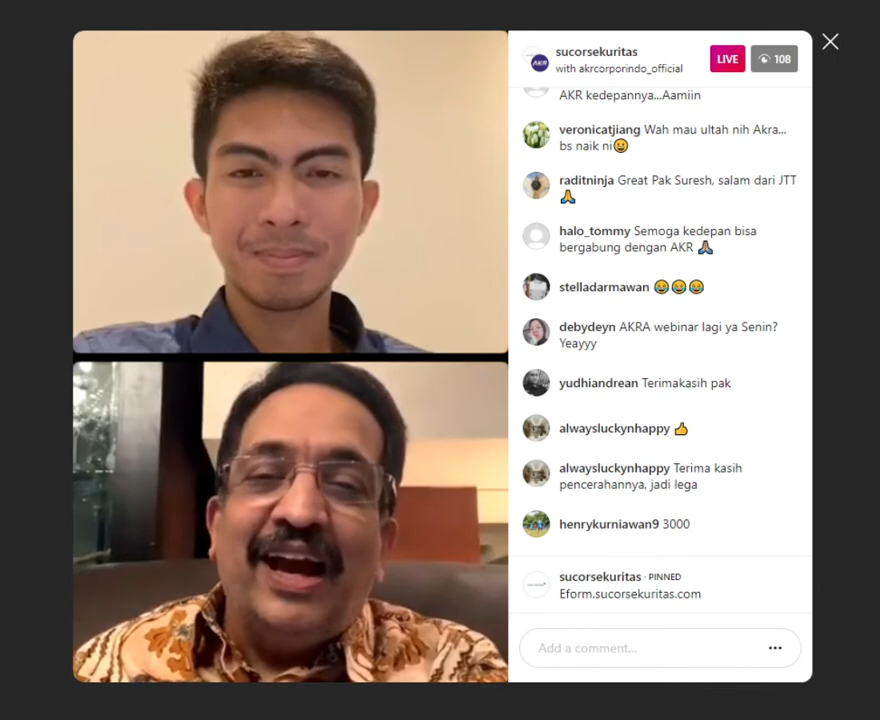 sucorsekuritas
with akrcorporindo_official
LIVE
108
AKR
AKR kedepannya...Aamiin
veronicatjiang Wah mau ultah nih Akra...
bs naik ni😀
raditninja Great Pak Suresh, salam dari JTT
🙏
halo_tommy Semoga kedepan bisa
bergabung dengan AKR 🙏🏽
stelladarmawan 😂😂😂
debydeyn AKRA webinar lagi ya Senin?
Yeayyy
yudhiandrean Terimakasih pak
alwaysluckynhappy 👍
alwaysluckynhappy Terima kasih
pencerahannya, jadi lega
henrykurniawan9 3000
sucorsekuritas · PINNED
Eform.sucorsekuritas.com
Add a comment...